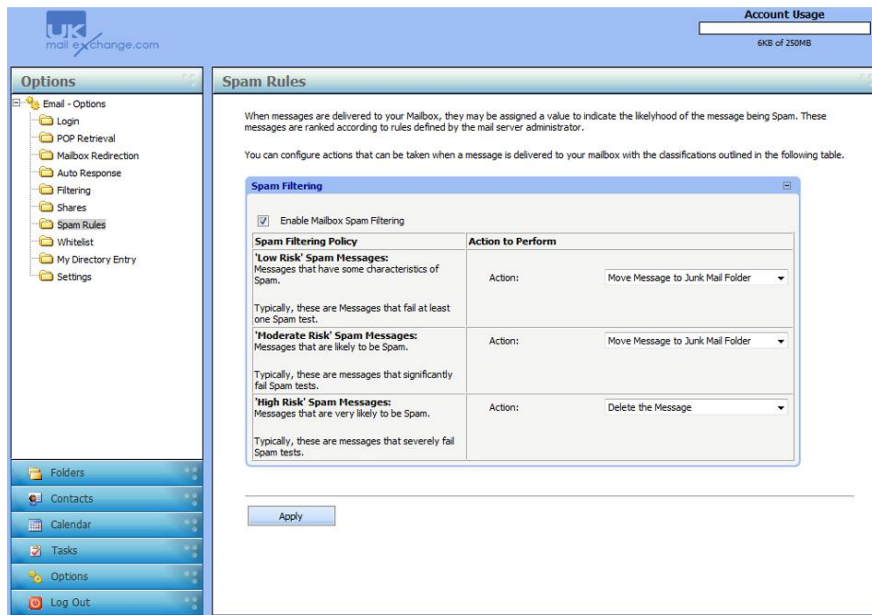 UK
mail exchange.com
Account Usage
6KB of 250MB
Options
Email - Options
Login
POP Retrieval
Mailbox Redirection
Auto Response
Filtering
Shares
Spam Rules
Whitelist
My Directory Entry
Settings
Folders
Contacts
Calendar
Tasks
Options
Log Out
Spam Rules
When messages are delivered to your Mailbox, they may be assigned a value to indicate the likelyhood of the message being Spam. These
messages are ranked according to rules defined by the mail server administrator.
You can configure actions that can be taken when a message is delivered to your mailbox with the classifications outlined in the following table.
Spam Filtering
Enable Mailbox Spam Filtering
Spam Filtering Policy
Action to Perform
'Low Risk' Spam Messages:
Messages that have some characteristics of
Spam.
Typically, these are Messages that fail at least
one Spam test.
Action:
Move Message to Junk Mail Folder
'Moderate Risk' Spam Messages:
Messages that are likely to be Spam.
Typically, these are messages that significantly
fail Spam tests.
Action:
Move Message to Junk Mail Folder
'High Risk' Spam Messages:
Messages that are very likely to be Spam.
Typically, these are messages that severely fail
Spam tests.
Action:
Delete the Message
Apply